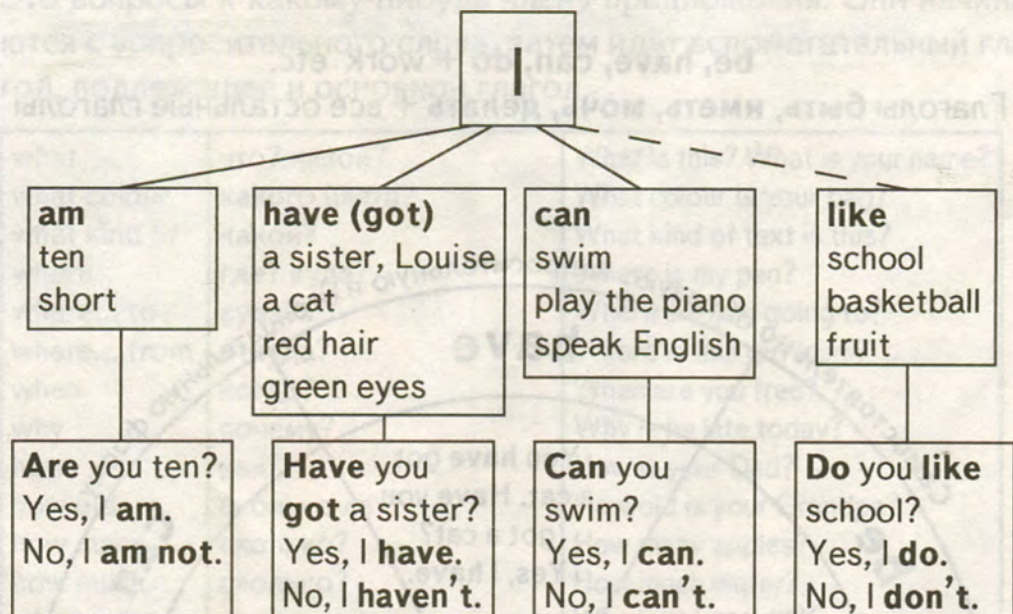 be, have, can, do + work etc.
Глаголы быть, иметь, мочь, делать + все остальные глаголы
I
am
ten
short
have (got)
a sister, Louise
a cat
red hair
green eyes
can
swim
play the piano
speak English
like
school
basketball
fruit
Are you ten?
Yes, I am.
No, I am not.
Have you
got a sister?
Yes, I have.
No, I haven't.
Can you
swim?
Yes, I can.
No, I can't.
Do you like
school?
Yes, I do.
No, I don't.